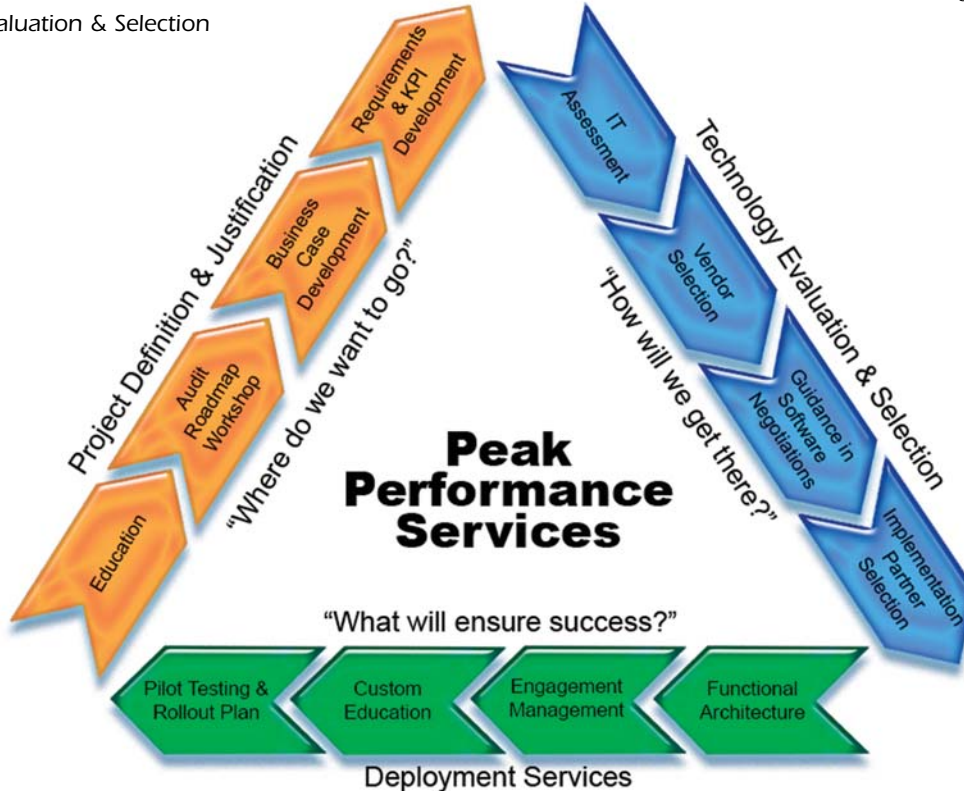 aluation & Selection
Project Definition & Justification
Requirements
& KPI
Development
Business
Case
Development
Audit
Roadmap
Workshop
Education
“Where do we want to go?”
Technology Evaluation & Selection
IT
Assessment
Vendor
Selection
Guidance in
Software
Negotiations
Implementation
Partner
Selection
“How will we get there?”
Peak
Performance
Services
“What will ensure success?”
Pilot Testing &
Rollout Plan
Custom
Education
Engagement
Management
Functional
Architecture
Deployment Services